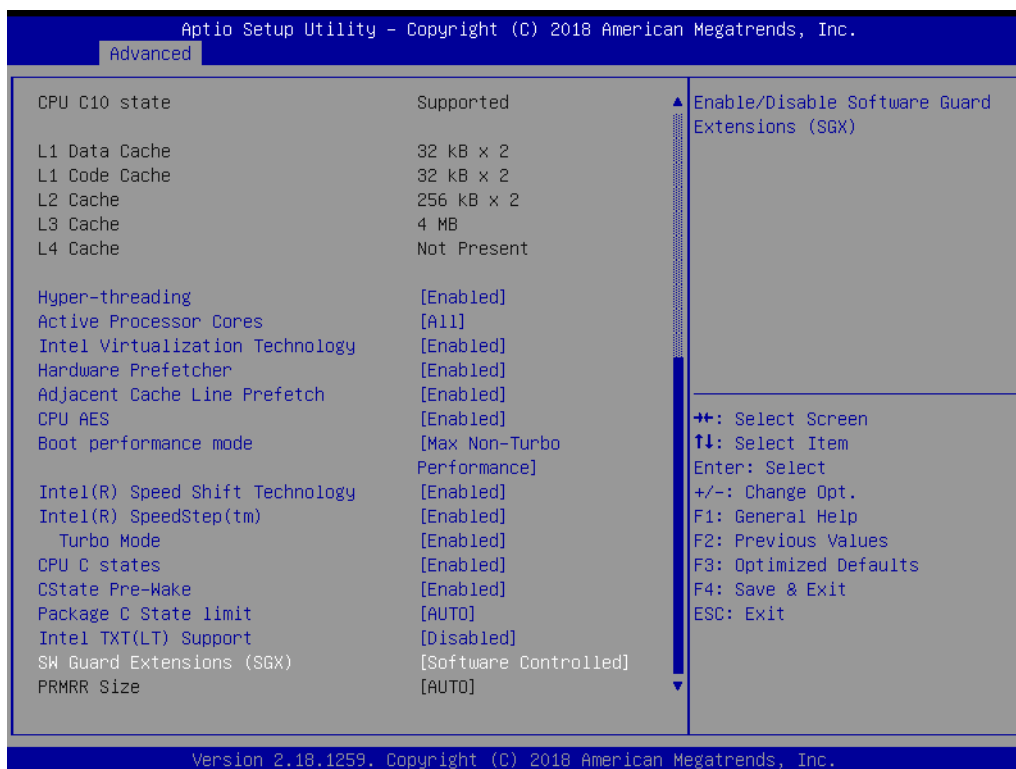 Aptio Setup Utility – Copyright (C) 2018 American Megatrends, Inc.
Advanced
CPU C10 state Supported
L1 Data Cache 32 kB x 2
L1 Code Cache 32 kB x 2
L2 Cache 256 kB x 2
L3 Cache 4 MB
L4 Cache Not Present
Hyper-threading [Enabled]
Active Processor Cores [All]
Intel Virtualization Technology [Enabled]
Hardware Prefetcher [Enabled]
Adjacent Cache Line Prefetch [Enabled]
CPU AES [Enabled]
Boot performance mode [Max Non-Turbo
Performance]
Intel(R) Speed Shift Technology [Enabled]
Intel(R) SpeedStep(tm) [Enabled]
Turbo Mode [Enabled]
CPU C states [Enabled]
CState Pre-Wake [Enabled]
Package C State limit [AUTO]
Intel TXT(LT) Support [Disabled]
SW Guard Extensions (SGX) [Software Controlled]
PRMRR Size [AUTO]
Enable/Disable Software Guard
Extensions (SGX)
→←: Select Screen
↑↓: Select Item
Enter: Select
+/-: Change Opt.
F1: General Help
F2: Previous Values
F3: Optimized Defaults
F4: Save & Exit
ESC: Exit
Version 2.18.1259. Copyright (C) 2018 American Megatrends, Inc.